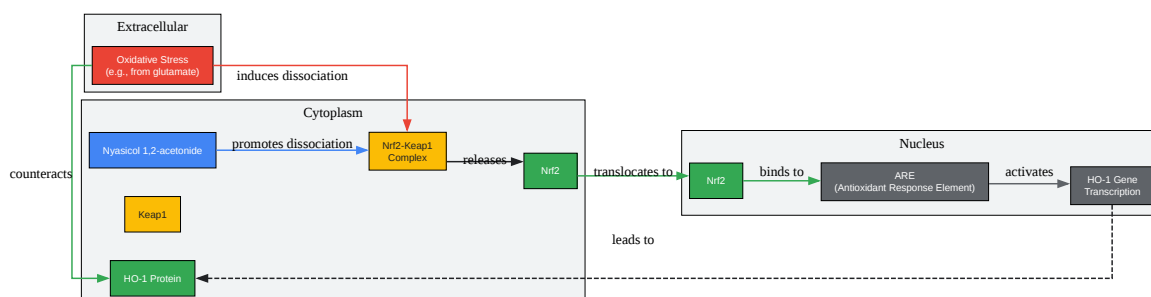 Extracellular
Oxidative Stress
(e.g., from glutamate)
induces dissociation
Cytoplasm
Nyasicol 1,2-acetonide
promotes dissociation
Nrf2-Keap1
Complex
releases
Nrf2
translocates to
Nucleus
Nrf2
binds to
ARE
(Antioxidant Response Element)
activates
HO-1 Gene
Transcription
counteracts
Keap1
leads to
HO-1 Protein